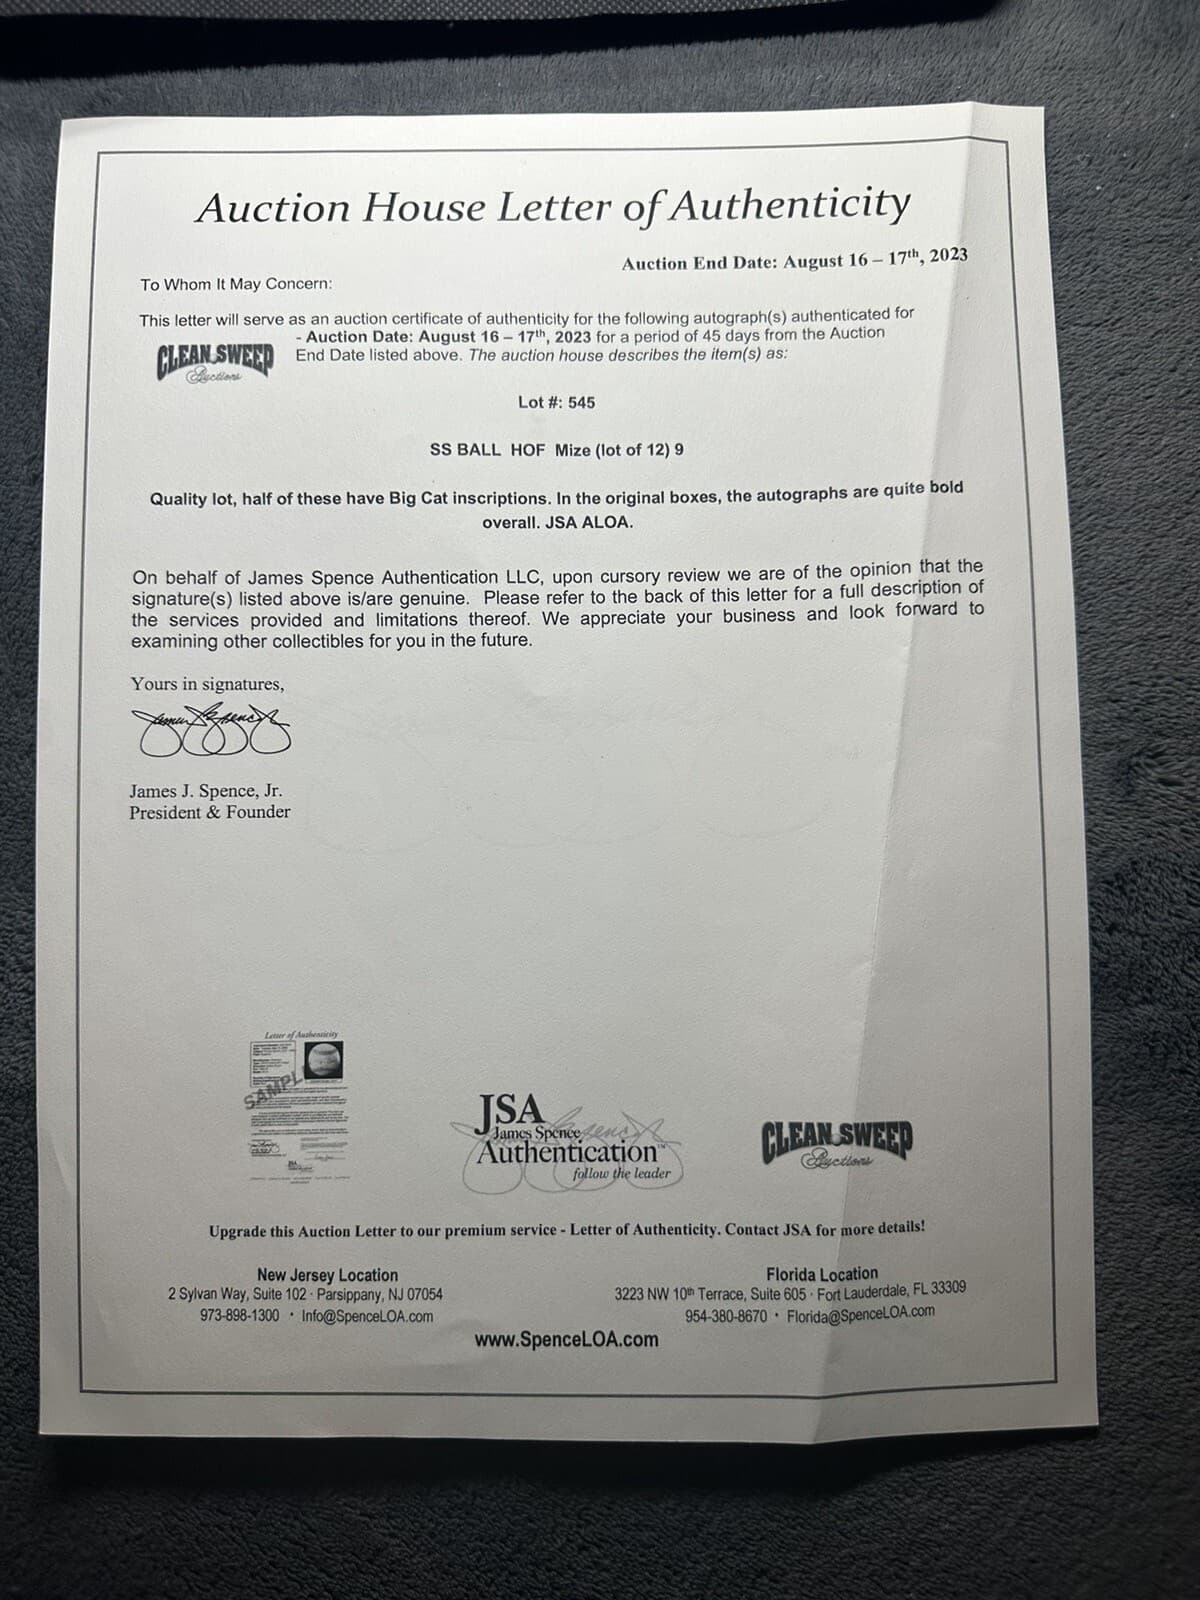 Auction House Letter of Authenticity
Auction End Date: August 16 – 17th, 2023
To Whom It May Concern:
This letter will serve as an auction certificate of authenticity for the following autograph(s) authenticated for
CLEAN SWEEP
Auctions
- Auction Date: August 16 – 17th, 2023 for a period of 45 days from the Auction
End Date listed above. The auction house describes the item(s) as:
Lot #: 545
SS BALL HOF Mize (lot of 12) 9
Quality lot, half of these have Big Cat inscriptions. In the original boxes, the autographs are quite bold
overall. JSA ALOA.
On behalf of James Spence Authentication LLC, upon cursory review we are of the opinion that the
signature(s) listed above is/are genuine. Please refer to the back of this letter for a full description of
the services provided and limitations thereof. We appreciate your business and look forward to
examining other collectibles for you in the future.
Yours in signatures,
James Spence Jr
James J. Spence, Jr.
President & Founder
Letter of Authenticity
SAMPLE
JSA
James Spence
Authentication™
follow the leader
CLEAN SWEEP
Auctions
Upgrade this Auction Letter to our premium service - Letter of Authenticity. Contact JSA for more details!
New Jersey Location
2 Sylvan Way, Suite 102 · Parsippany, NJ 07054
973-898-1300 · Info@SpenceLOA.com
Florida Location
3223 NW 10th Terrace, Suite 605 · Fort Lauderdale, FL 33309
954-380-8670 · Florida@SpenceLOA.com
www.SpenceLOA.com